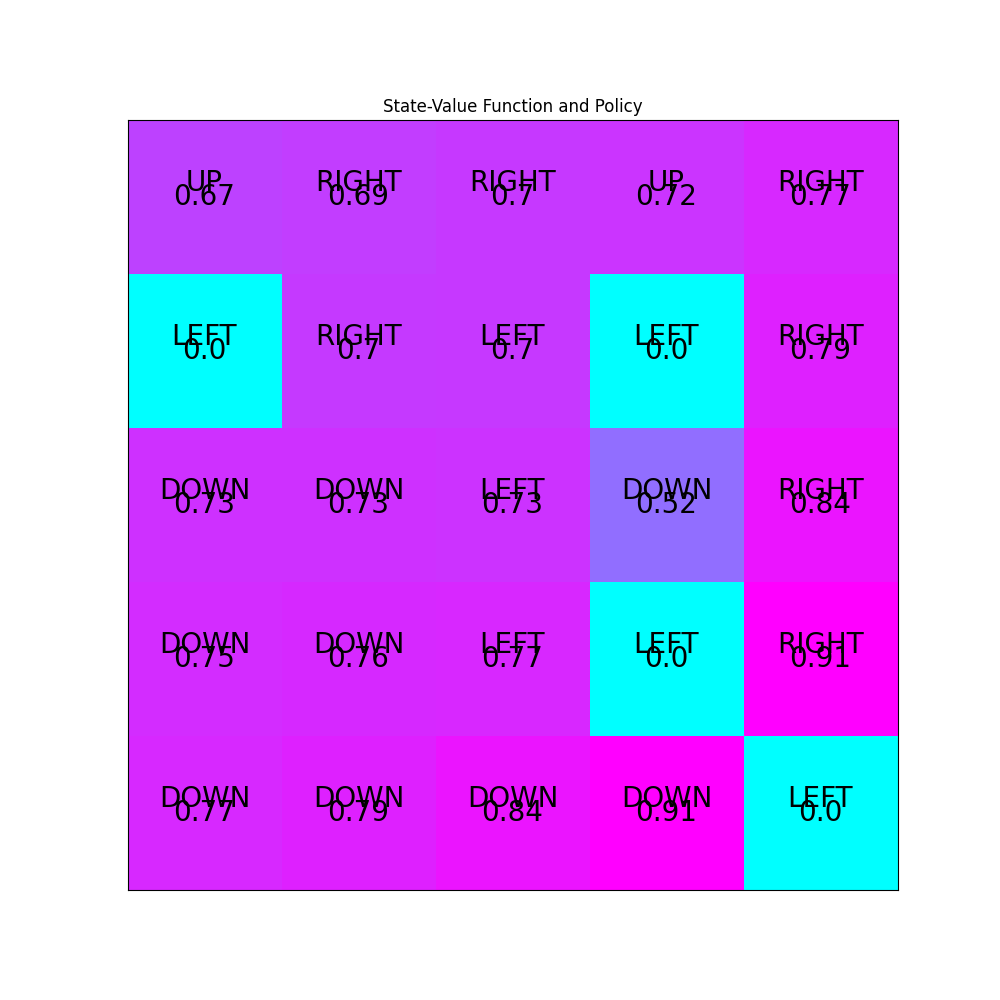 State-Value Function and Policy
UP RIGHT RIGHT UP RIGHT
0.67 0.69 0.7 0.72 0.77
LEFT RIGHT LEFT LEFT RIGHT
0.0 0.7 0.7 0.0 0.79
DOWN DOWN LEFT DOWN RIGHT
0.73 0.73 0.73 0.52 0.84
DOWN DOWN LEFT LEFT RIGHT
0.75 0.76 0.77 0.0 0.91
DOWN DOWN DOWN DOWN LEFT
0.77 0.79 0.84 0.91 0.0